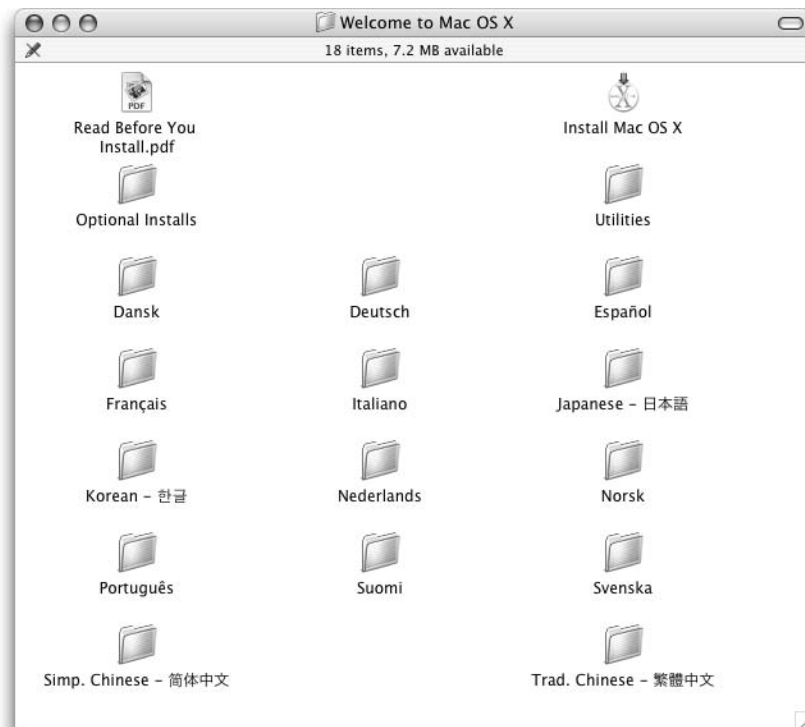 Welcome to Mac OS X
18 items, 7.2 MB available
PDF
Read Before You
Install.pdf
Install Mac OS X
Optional Installs
Utilities
Dansk
Deutsch
Español
Français
Italiano
Japanese – 日本語
Korean – 한글
Nederlands
Norsk
Português
Suomi
Svenska
Simp. Chinese – 简体中文
Trad. Chinese – 繁體中文